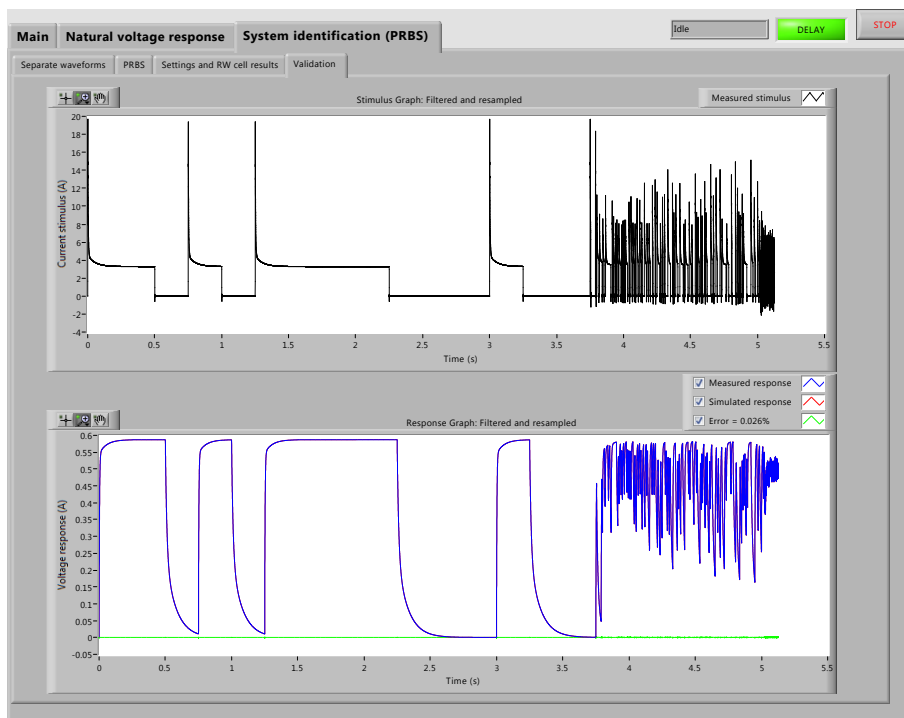 Main Natural voltage response System identification (PRBS) Idle DELAY STOP
Separate waveforms PRBS Settings and RW cell results Validation
Stimulus Graph: Filtered and resampled Measured stimulus
Current stimulus (A)
20
18
16
14
12
10
8
6
4
2
0
-2
-4
0 0.5 1 1.5 2 2.5 3 3.5 4 4.5 5 5.5
Time (s)
Measured response
Simulated response
Error = 0.026%
Response Graph: Filtered and resampled
Voltage response (A)
0.6
0.55
0.5
0.45
0.4
0.35
0.3
0.25
0.2
0.15
0.1
0.05
0
-0.05
0 0.5 1 1.5 2 2.5 3 3.5 4 4.5 5 5.5
Time (s)